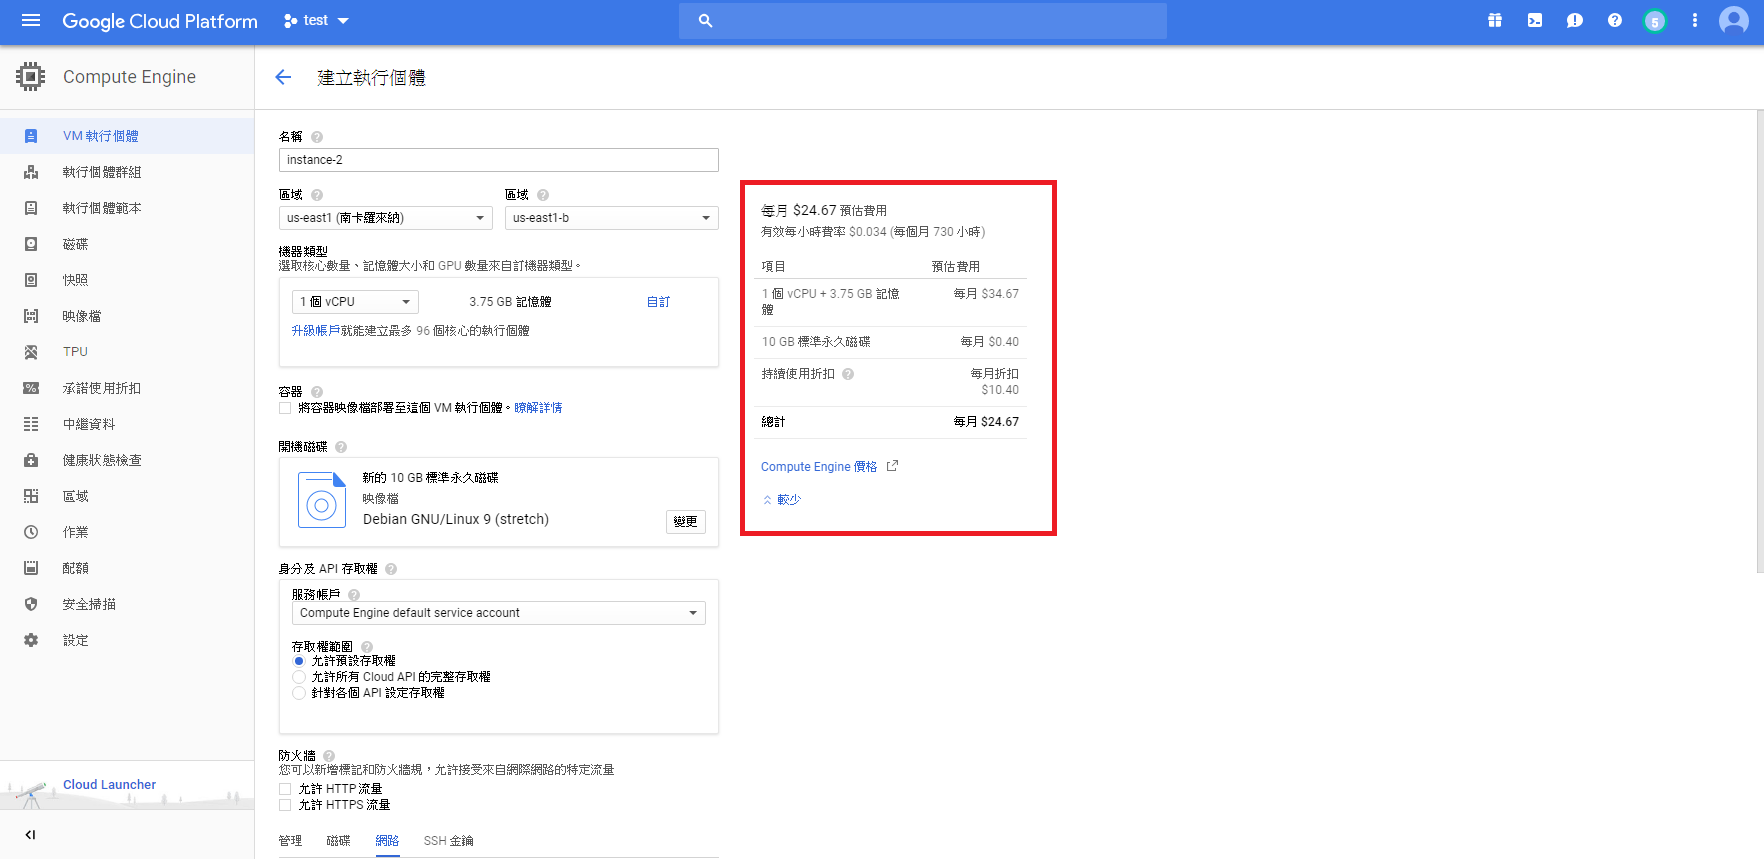 Google Cloud Platform
test
5
Compute Engine
建立執行個體
VM 執行個體
執行個體群組
執行個體範本
磁碟
快照
映像檔
TPU
承諾使用折扣
中繼資料
健康狀態檢查
區域
作業
配額
安全掃描
設定
Cloud Launcher
名稱
instance-2
區域 區域
us-east1 (南卡羅來納) us-east1-b
機器類型
選取核心數量、記憶體大小和 GPU 數量來自訂機器類型。
1 個 vCPU 3.75 GB 記憶體 自訂
升級帳戶就能建立最多 96 個核心的執行個體
容器
將容器映像檔部署至這個 VM 執行個體。瞭解詳情
開機磁碟
新的 10 GB 標準永久磁碟
映像檔
Debian GNU/Linux 9 (stretch)
變更
身分及 API 存取權
服務帳戶
Compute Engine default service account
存取權範圍
允許預設存取權
允許所有 Cloud API 的完整存取權
針對各個 API 設定存取權
防火牆
您可以新增標記和防火牆規，允許接受來自網際網路的特定流量
允許 HTTP 流量
允許 HTTPS 流量
管理 磁碟 網路 SSH 金鑰
每月 $24.67 預估費用
有效每小時費率 $0.034 (每個月 730 小時)
項目 預估費用
1 個 vCPU + 3.75 GB 記憶 每月 $34.67
體
10 GB 標準永久磁碟 每月 $0.40
持續使用折扣 每月折扣
$10.40
總計 每月 $24.67
Compute Engine 價格
較少